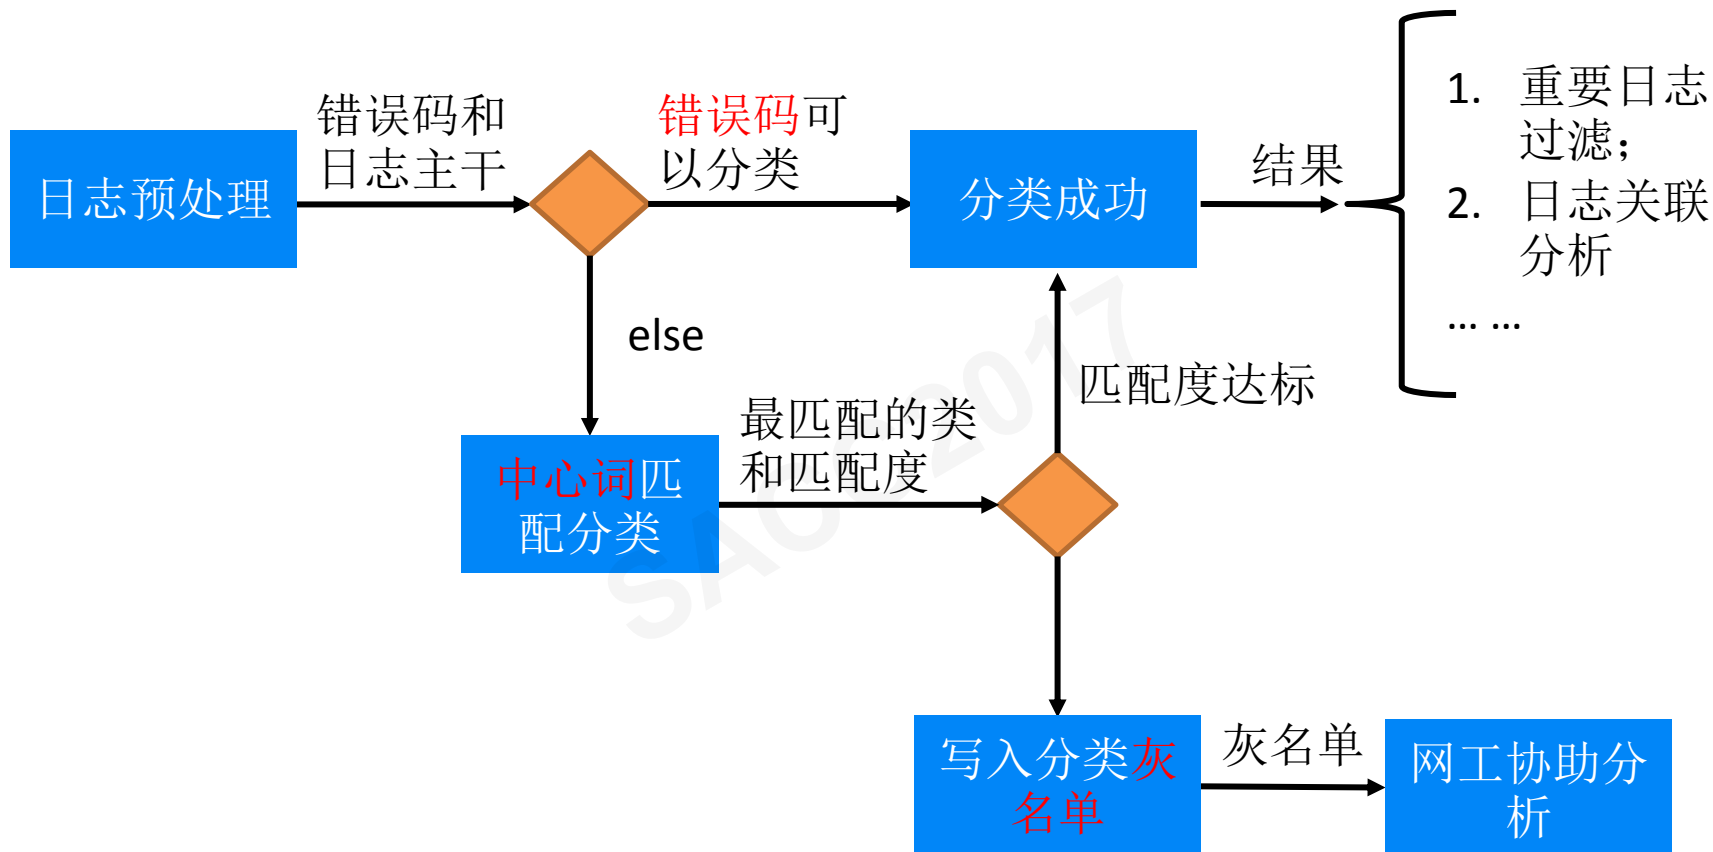 日志预处理
错误码和
日志主干
错误码可
以分类
分类成功
结果
1. 重要日志
过滤；
2. 日志关联
分析
... ...
else
中心词匹
配分类
最匹配的类
和匹配度
匹配度达标
写入分类灰
名单
灰名单
网工协助分
析
SACC2017